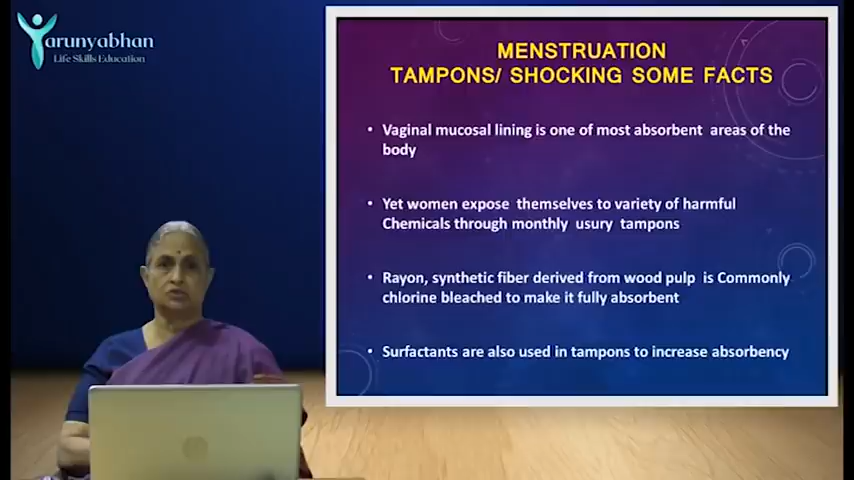 arunyabhan
Life Skills Education
MENSTRUATION
TAMPONS/ SHOCKING SOME FACTS
• Vaginal mucosal lining is one of most absorbent areas of the
body
• Yet women expose themselves to variety of harmful
Chemicals through monthly usury tampons
• Rayon, synthetic fiber derived from wood pulp is Commonly
chlorine bleached to make it fully absorbent
• Surfactants are also used in tampons to increase absorbency